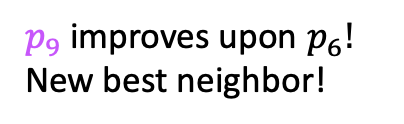 p₉ improves upon p₆!
New best neighbor!